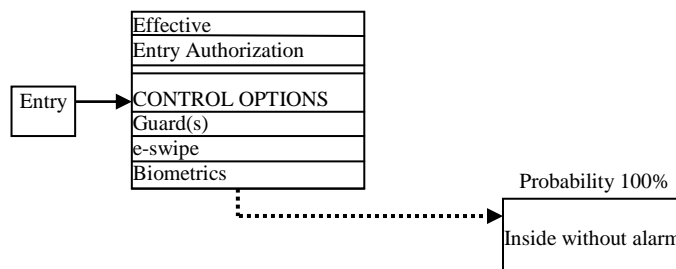 Effective
Entry Authorization
Entry
CONTROL OPTIONS
Guard(s)
e-swipe
Biometrics
Probability 100%
Inside without alarm